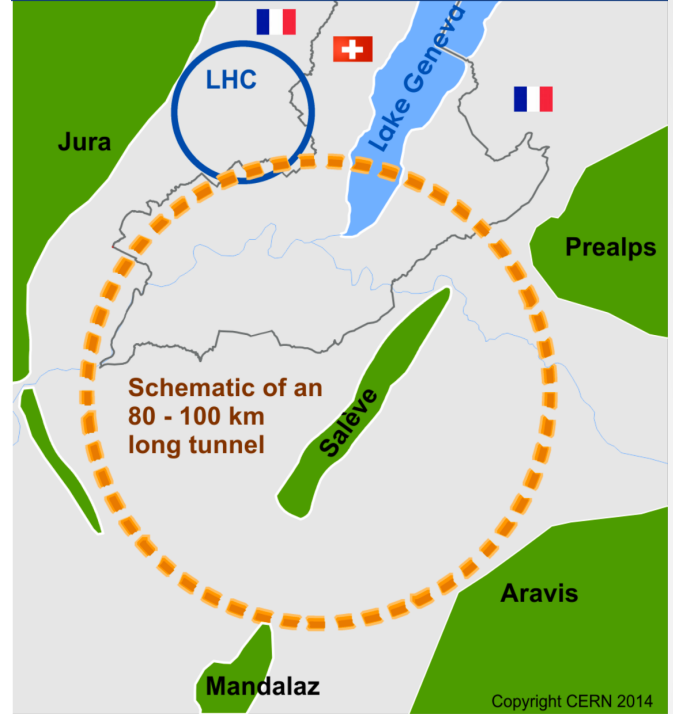 LHC
Lake Geneva
Jura
Prealps
Schematic of an
80 - 100 km
long tunnel
Salève
Aravis
Mandalaz
Copyright CERN 2014